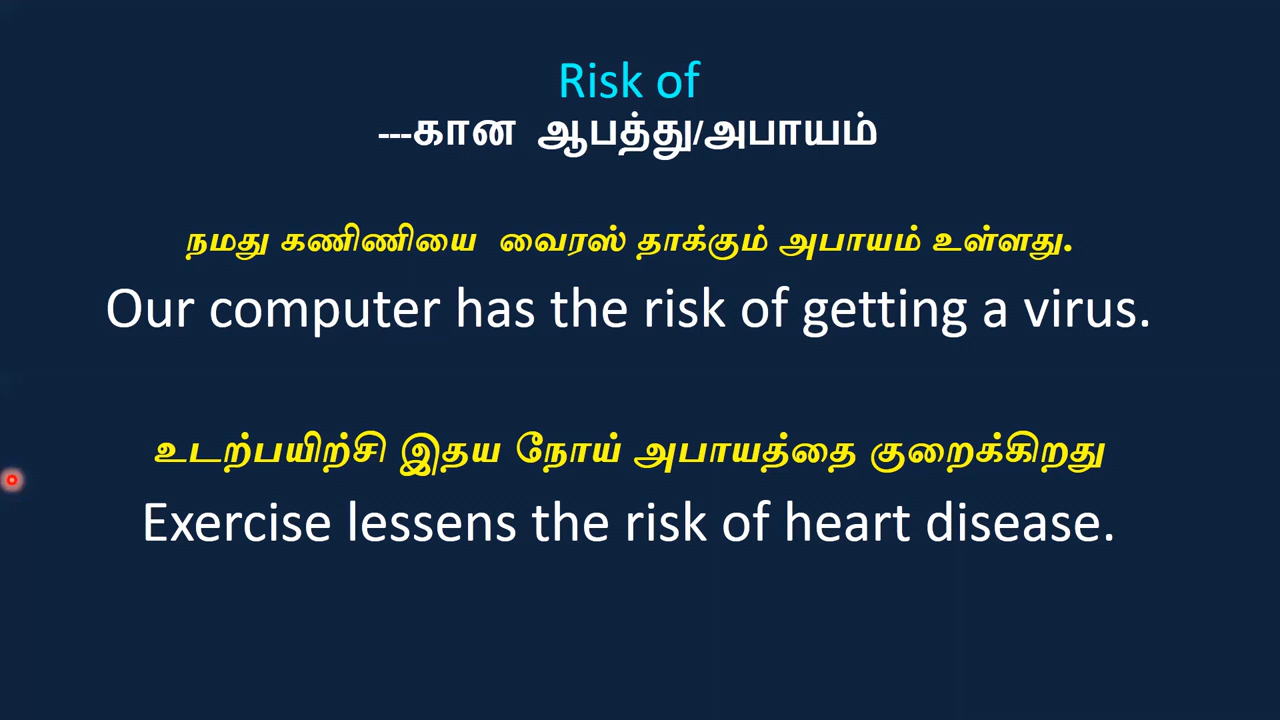 Risk of
---கான ஆபத்து/அபாயம்
நமது கணிணியை வைரஸ் தாக்கும் அபாயம் உள்ளது.
Our computer has the risk of getting a virus.
உடற்பயிற்சி இதய நோய் அபாயத்தை குறைக்கிறது
Exercise lessens the risk of heart disease.